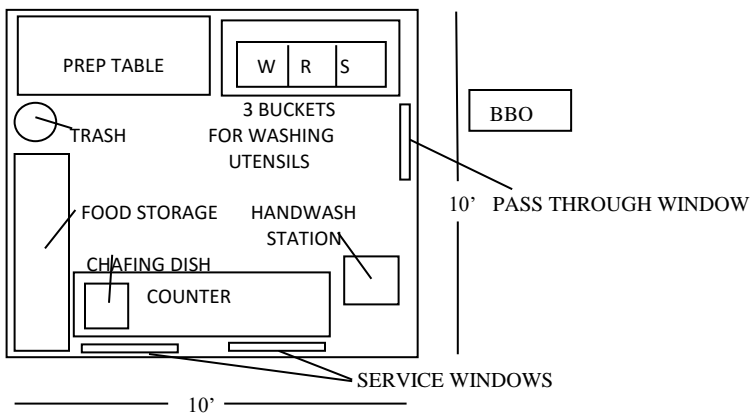 PREP TABLE
W R S
BBO
3 BUCKETS
FOR WASHING
UTENSILS
TRASH
10’ PASS THROUGH WINDOW
FOOD STORAGE
HANDWASH
STATION
CHAFING DISH
COUNTER
SERVICE WINDOWS
10’